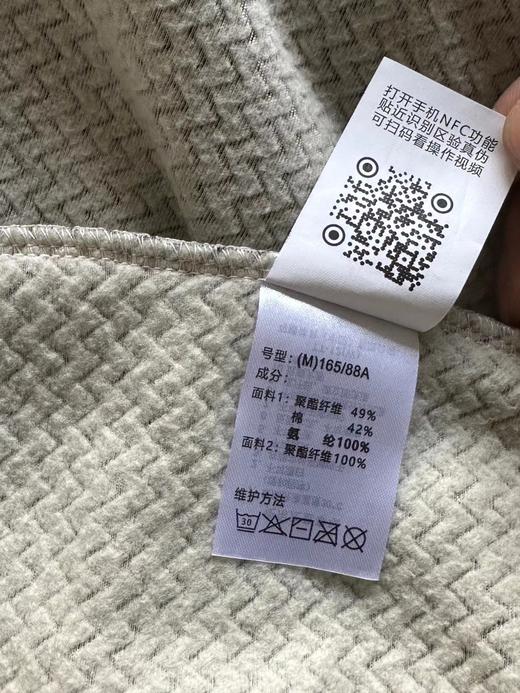 打开手机NFC功能
贴近识别区验真伪
可扫码看操作视频
号型：(M)165/88A
成分：
面料1：聚酯纤维 49%
棉 42%
氨 纶100%
面料2：聚酯纤维100%
维护方法
30